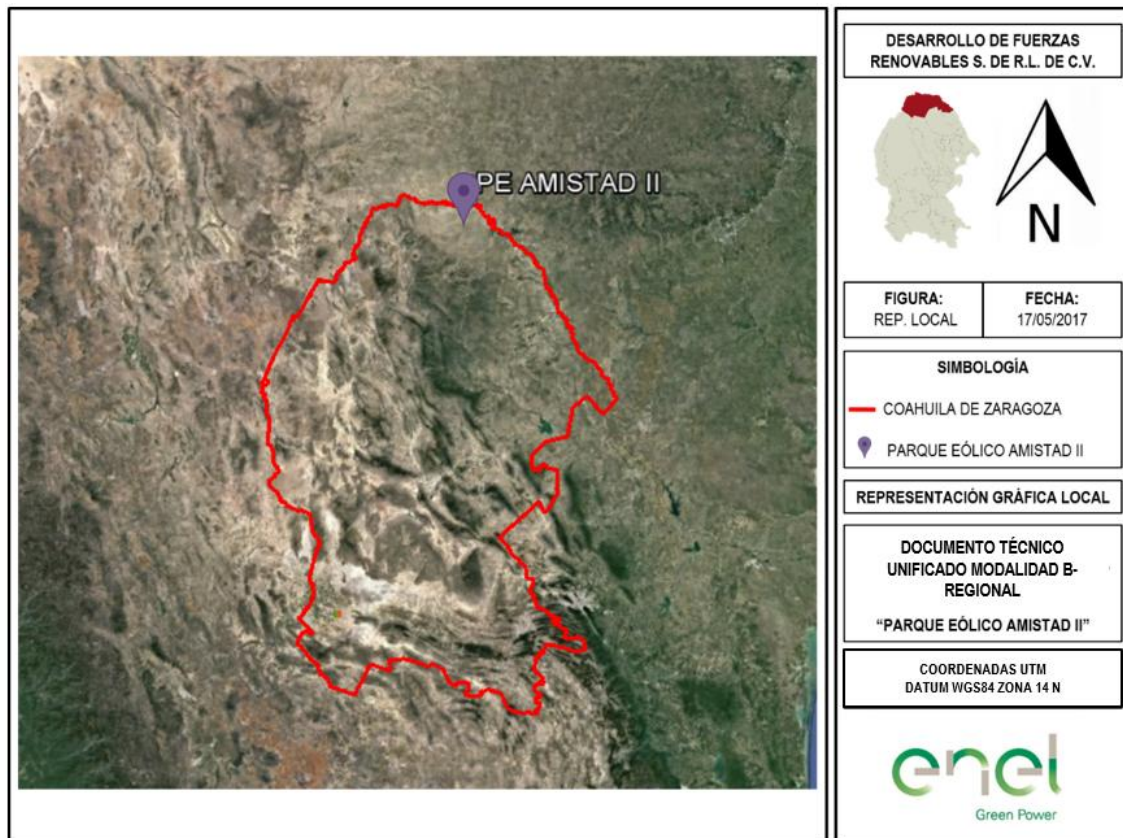 PE AMISTAD II
DESARROLLO DE FUERZAS
RENOVABLES S. DE R.L. DE C.V.
N
FIGURA:
REP. LOCAL
FECHA:
17/05/2017
SIMBOLOGÍA
COAHUILA DE ZARAGOZA
PARQUE EÓLICO AMISTAD II
REPRESENTACIÓN GRÁFICA LOCAL
DOCUMENTO TÉCNICO
UNIFICADO MODALIDAD B-
REGIONAL
“PARQUE EÓLICO AMISTAD II”
COORDENADAS UTM
DATUM WGS84 ZONA 14 N
enel
Green Power